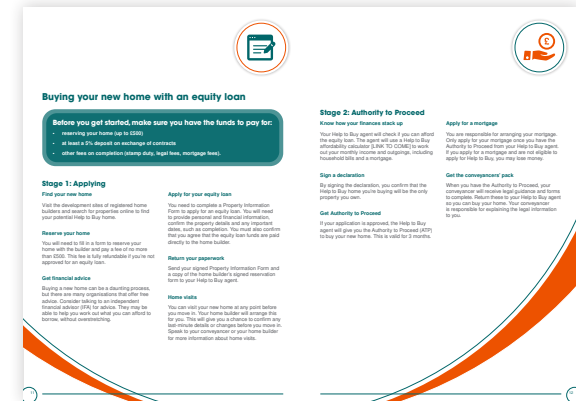 Buying your new home with an equity loan
Before you get started, make sure you have the funds to pay for:
• reserving your home (up to £500)
• at least a 5% deposit on exchange of contracts
• other fees on completion (stamp duty, legal fees, mortgage fees).
Stage 1: Applying
Find your new home
Visit the development sites of registered home
builders and search for properties online to find
your potential Help to Buy home.
Reserve your home
You will need to fill in a form to reserve your
home with the builder and pay a fee of no more
than £500. This fee is fully refundable if you're not
approved for an equity loan.
Get financial advice
Buying a new home can be a daunting process,
but there are many organisations that offer free
advice. Consider talking to an independent
financial advisor (IFA) for advice. They may be
able to help you work out what you can afford to
borrow, without overstretching.
Apply for your equity loan
You need to complete a Property Information
Form to apply for an equity loan. You will need
to provide personal and financial information,
confirm the property details and any important
dates, such as completion. You must also confirm
that you agree that the equity loan funds are paid
directly to the home builder.
Return your paperwork
Send your signed Property Information Form and
a copy of the home builder's signed reservation
form to your Help to Buy agent.
Home visits
You can visit your new home at any point before
you move in. Your home builder will arrange this
for you. This will give you a chance to confirm any
last-minute details or changes before you move in.
Speak to your conveyancer or your home builder
for more information about home visits.
11
£
Stage 2: Authority to Proceed
Know how your finances stack up
Your Help to Buy agent will check if you can afford
the equity loan. The agent will use a Help to Buy
affordability calculator [LINK TO COME] to work
out your monthly income and outgoings, including
household bills and a mortgage.
Sign a declaration
By signing the declaration, you confirm that the
Help to Buy home you're buying will be the only
property you own.
Get Authority to Proceed
If your application is approved, the Help to Buy
agent will give you the Authority to Proceed (ATP)
to buy your new home. This is valid for 3 months.
Apply for a mortgage
You are responsible for arranging your mortgage.
Only apply for your mortgage once you have the
Authority to Proceed from your Help to Buy agent.
If you apply for a mortgage and are not eligible to
apply for Help to Buy, you may lose money.
Get the conveyancers' pack
When you have the Authority to Proceed, your
conveyancer will receive legal guidance and forms
to complete. Return these to your Help to Buy agent
so you can buy your home. Your conveyancer
is responsible for explaining the legal information
to you.